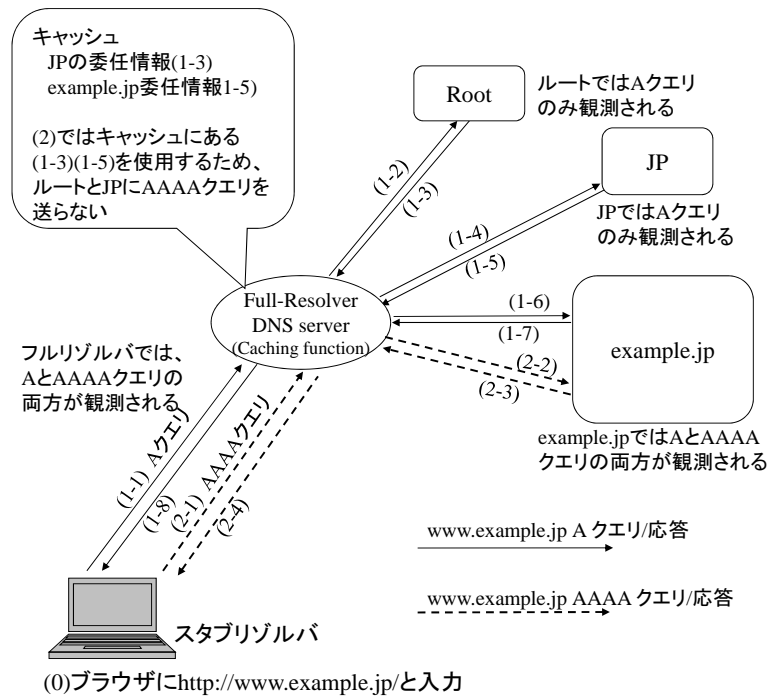 キャッシュ
JPの委任情報(1-3)
example.jp委任情報1-5)
(2)ではキャッシュにある
(1-3)(1-5)を使用するため、
ルートとJPにAAAAクエリを
送らない
Root
ルートではAクエリ
のみ観測される
(1-2)
(1-3)
JP
JPではAクエリ
のみ観測される
(1-4)
(1-5)
Full-Resolver
DNS server
(Caching function)
(1-6)
(1-7)
(2-2)
(2-3)
example.jp
example.jpではAとAAAA
クエリの両方が観測される
フルリゾルバでは、
AとAAAAクエリの
両方が観測される
(1-1) Aクエリ
(1-8)
(2-1) AAAAクエリ
(2-4)
www.example.jp A クエリ/応答
www.example.jp AAAA クエリ/応答
スタブリゾルバ
(0)ブラウザにhttp://www.example.jp/と入力